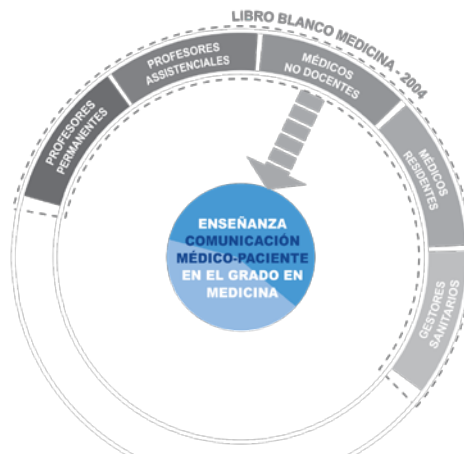 LIBRO BLANCO MEDICINA - 2004
PROFESORES
PERMANENTES
PROFESORES
ASSISTENCIALES
MÉDICOS
NO DOCENTES
MÉDICOS
RESIDENTES
GESTORES
SANITARIOS
ENSEÑANZA
COMUNICACIÓN
MÉDICO-PACIENTE
EN EL GRADO EN
MEDICINA